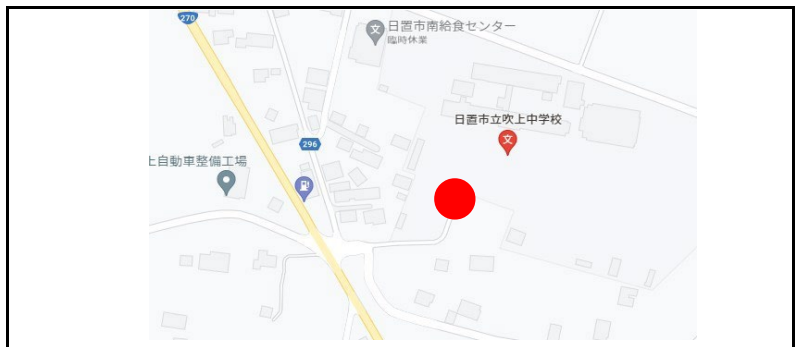 270
日置市南給食センター
臨時休業
日置市立吹上中学校
文
296
上自動車整備工場